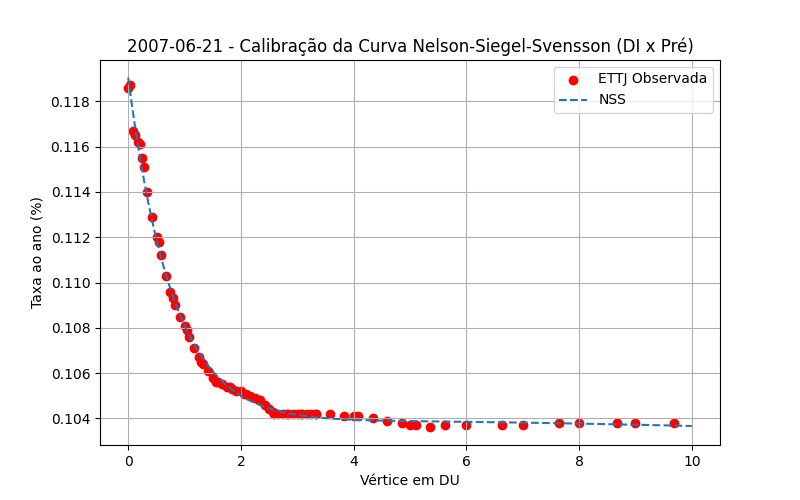 2007-06-21 - Calibração da Curva Nelson-Siegel-Svensson (DI x Pré)
ETTJ Observada
NSS
Taxa ao ano (%)
0.118
0.116
0.114
0.112
0.110
0.108
0.106
0.104
0 2 4 6 8 10
Vértice em DU